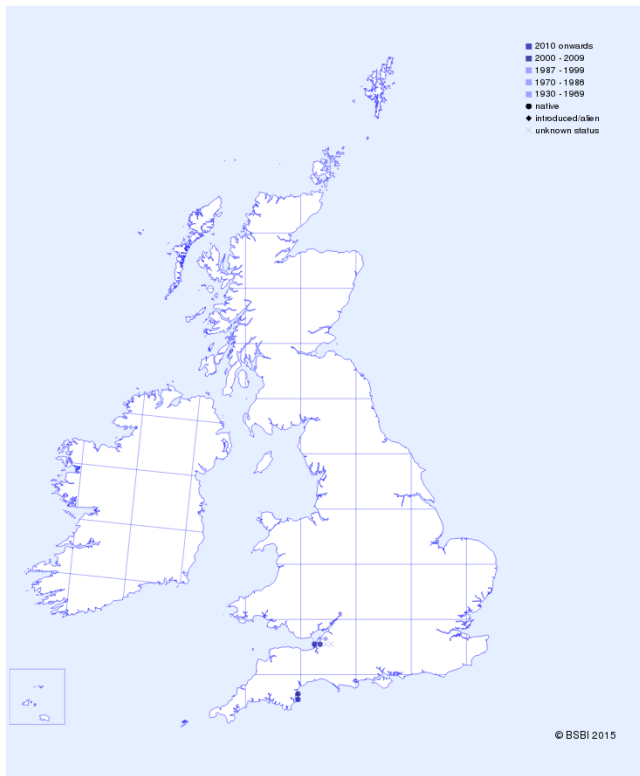 2010 onwards
2000 - 2009
1987 - 1999
1970 - 1986
1930 - 1969
native
introduced/alien
unknown status
© BSBI 2015